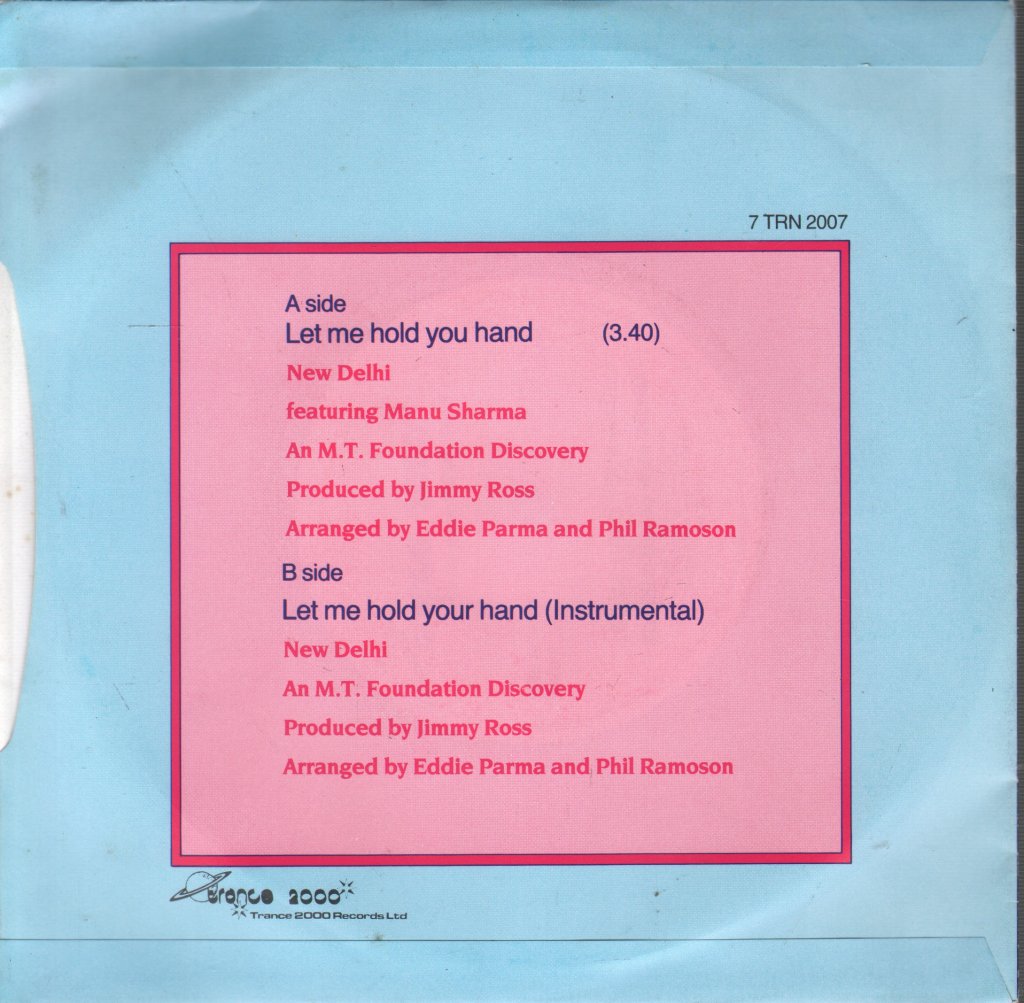 7 TRN 2007
A side
Let me hold you hand (3.40)
New Delhi
featuring Manu Sharma
An M.T. Foundation Discovery
Produced by Jimmy Ross
Arranged by Eddie Parma and Phil Ramoson
B side
Let me hold your hand (Instrumental)
New Delhi
An M.T. Foundation Discovery
Produced by Jimmy Ross
Arranged by Eddie Parma and Phil Ramoson
trance 2000
Trance 2000 Records Ltd